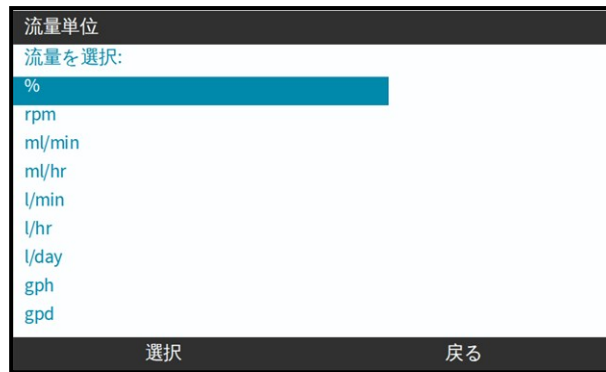 流量単位
流量を選択:
%
rpm
ml/min
ml/hr
l/min
l/hr
l/day
gph
gpd
選択 戻る